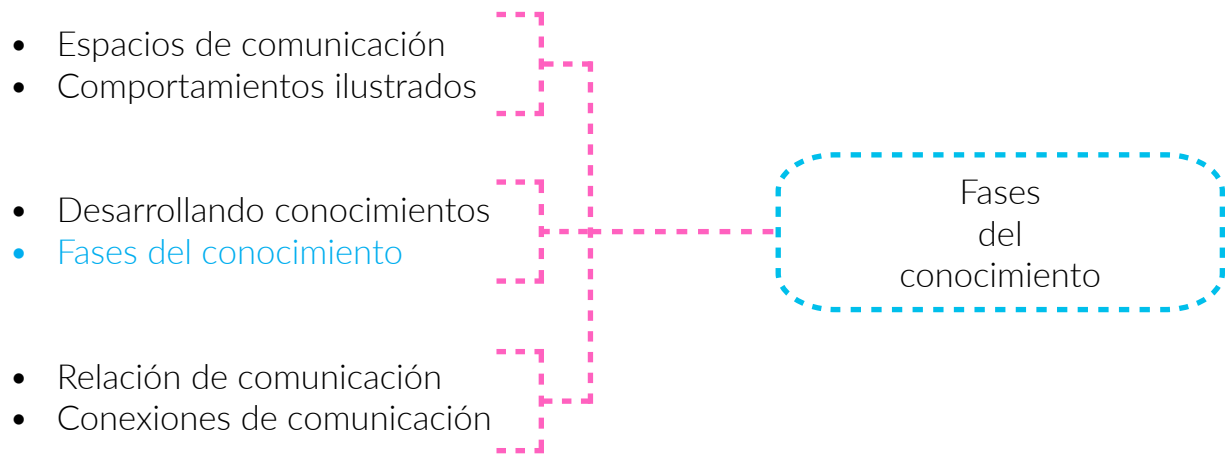 • Espacios de comunicación
• Comportamientos ilustrados
• Desarrollando conocimientos
• Fases del conocimiento
• Relación de comunicación
• Conexiones de comunicación
Fases
del
conocimiento